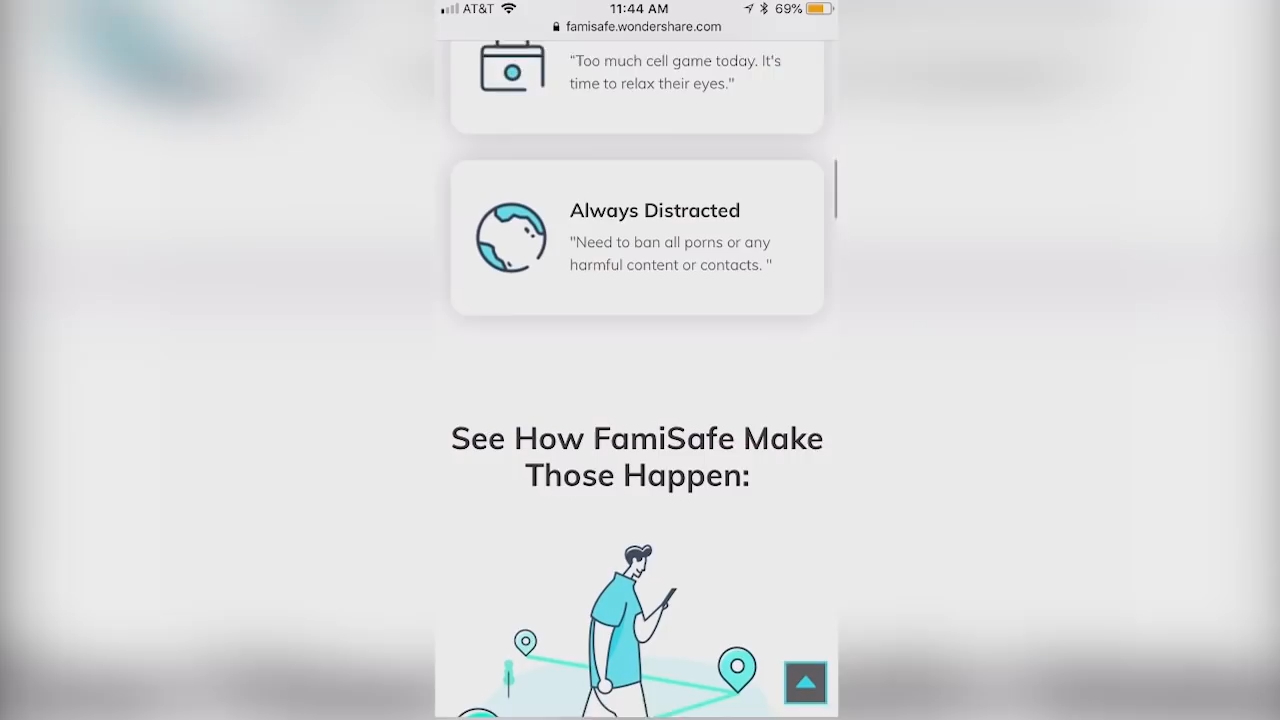 AT&T 11:44 AM 69%
famisafe.wondershare.com
“Too much cell game today. It's
time to relax their eyes."
Always Distracted
"Need to ban all porns or any
harmful content or contacts. "
See How FamiSafe Make
Those Happen: